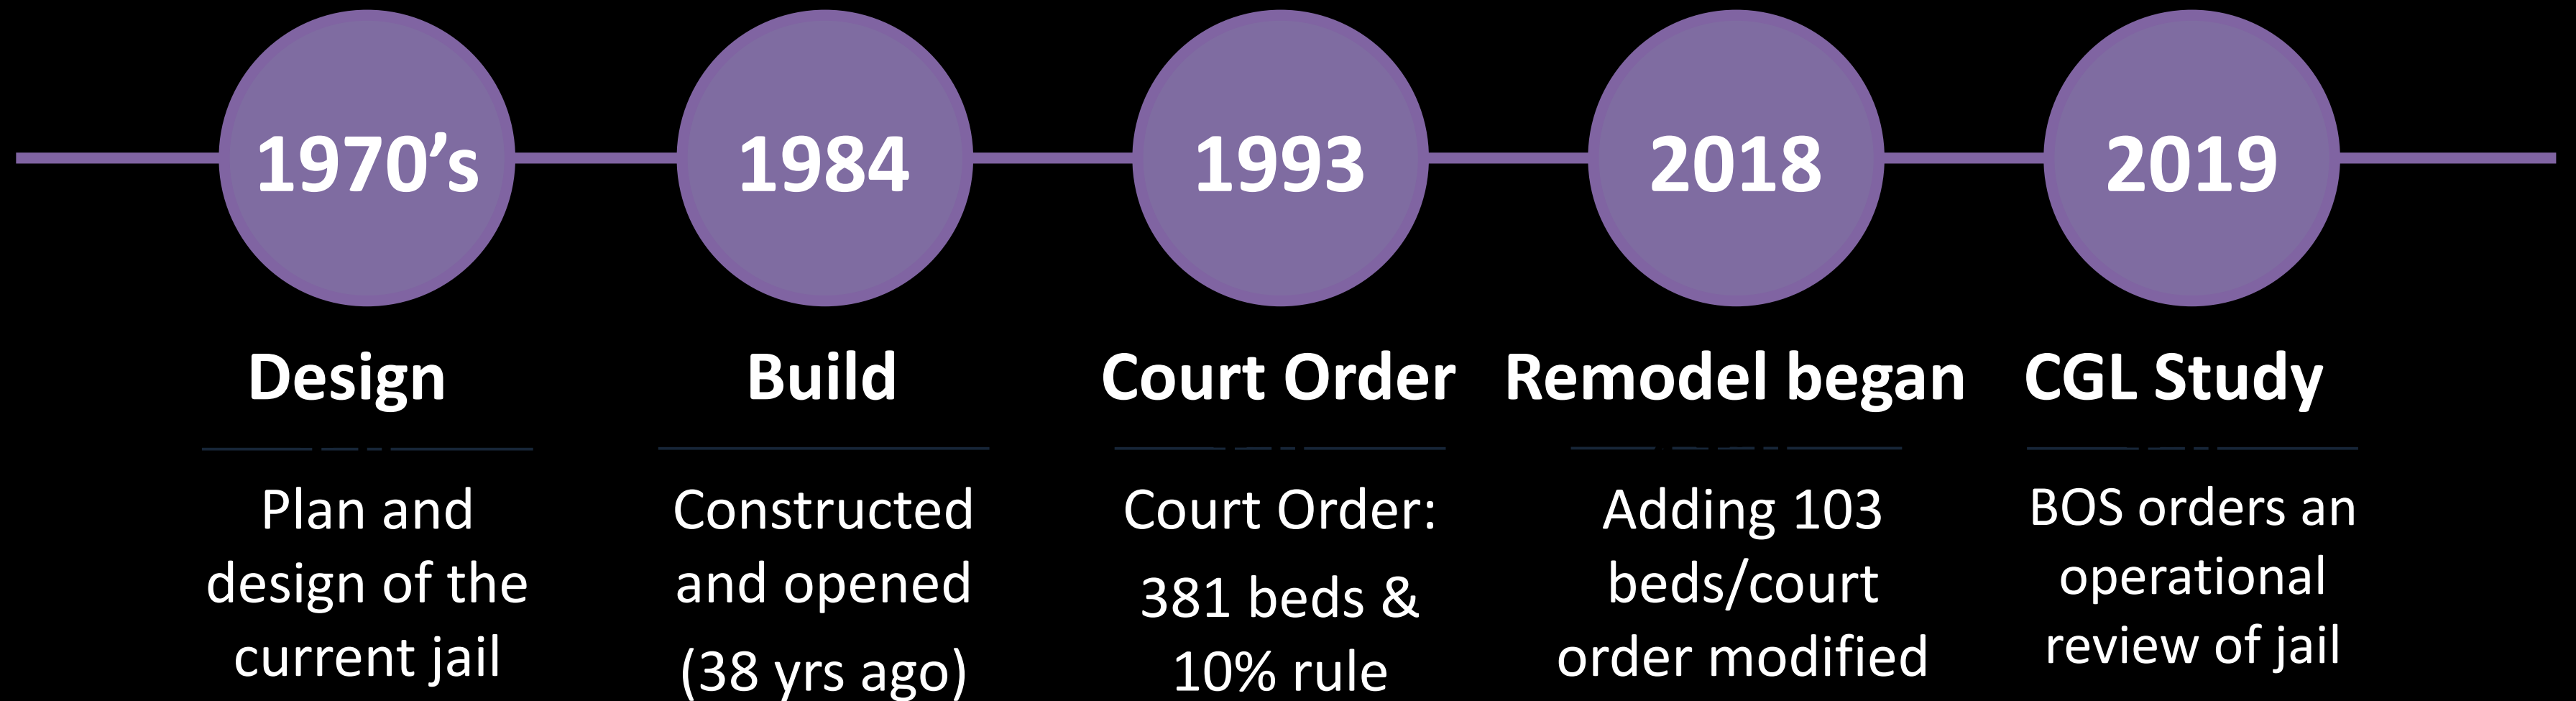 1970’s
1984
1993
2018
2019
Design
Build
Court Order
Remodel began
CGL Study
Plan and
design of the
current jail
Constructed
and opened
(38 yrs ago)
Court Order:
381 beds &
10% rule
Adding 103
beds/court
order modified
BOS orders an
operational
review of jail